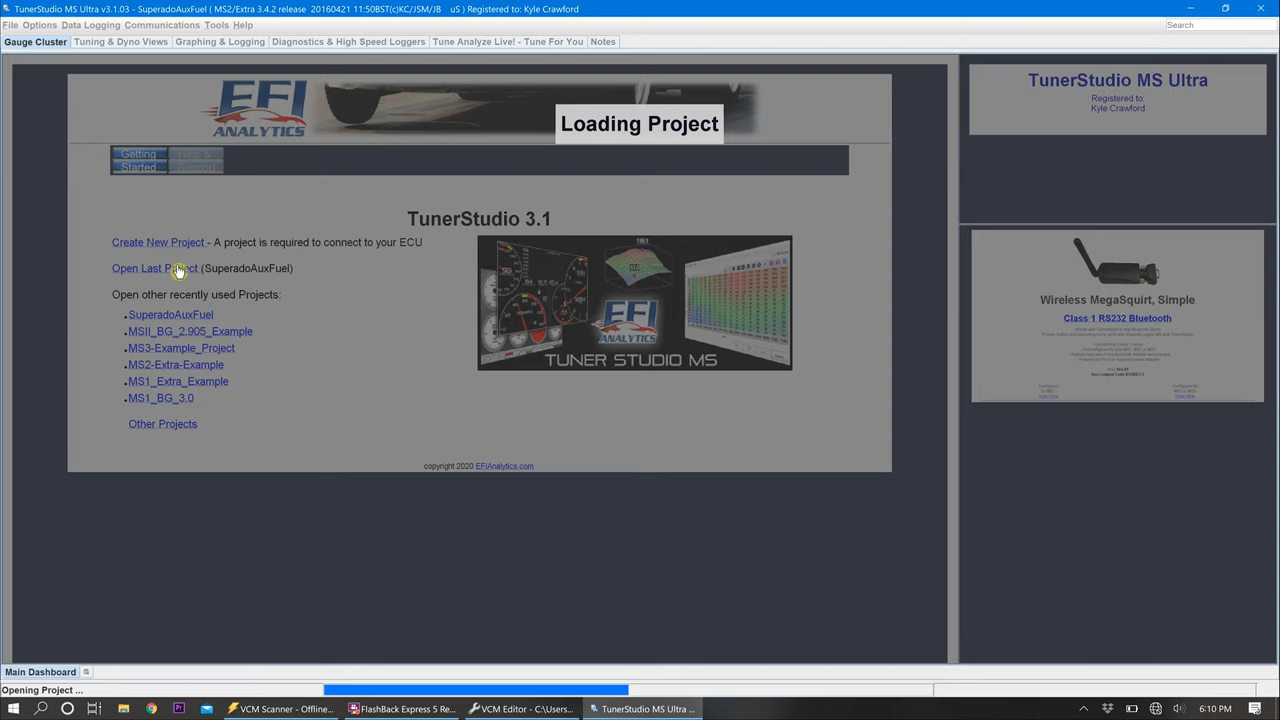 TunerStudio MS Ultra v3.1.03 - SuperadoAuxFuel ( MS2/Extra 3.4.2 release 20160421 11:50BST(c)KC/JSM/JB uS ) Registered to: Kyle Crawford
File Options Data Logging Communications Tools Help
Search
Gauge Cluster Tuning & Dyno Views Graphing & Logging Diagnostics & High Speed Loggers Tune Analyze Live! - Tune For You Notes
EFI
ANALYTICS
Loading Project
Getting Started
Help & Support
TunerStudio 3.1
Create New Project - A project is required to connect to your ECU
Open Last Project (SuperadoAuxFuel)
Open other recently used Projects:
SuperadoAuxFuel
MSII_BG_2.905_Example
MS3-Example_Project
MS2-Extra-Example
MS1_Extra_Example
MS1_BG_3.0
Other Projects
EFI
ANALYTICS
TUNER STUDIO MS
copyright 2020 EFIAnalytics.com
TunerStudio MS Ultra
Registered to:
Kyle Crawford
Wireless MegaSquirt, Simple
Class 1 RS232 Bluetooth
Main Dashboard
Opening Project ...
VCM Scanner - Offline...
FlashBack Express 5 Re...
VCM Editor - C:\Users...
TunerStudio MS Ultra ...
6:10 PM